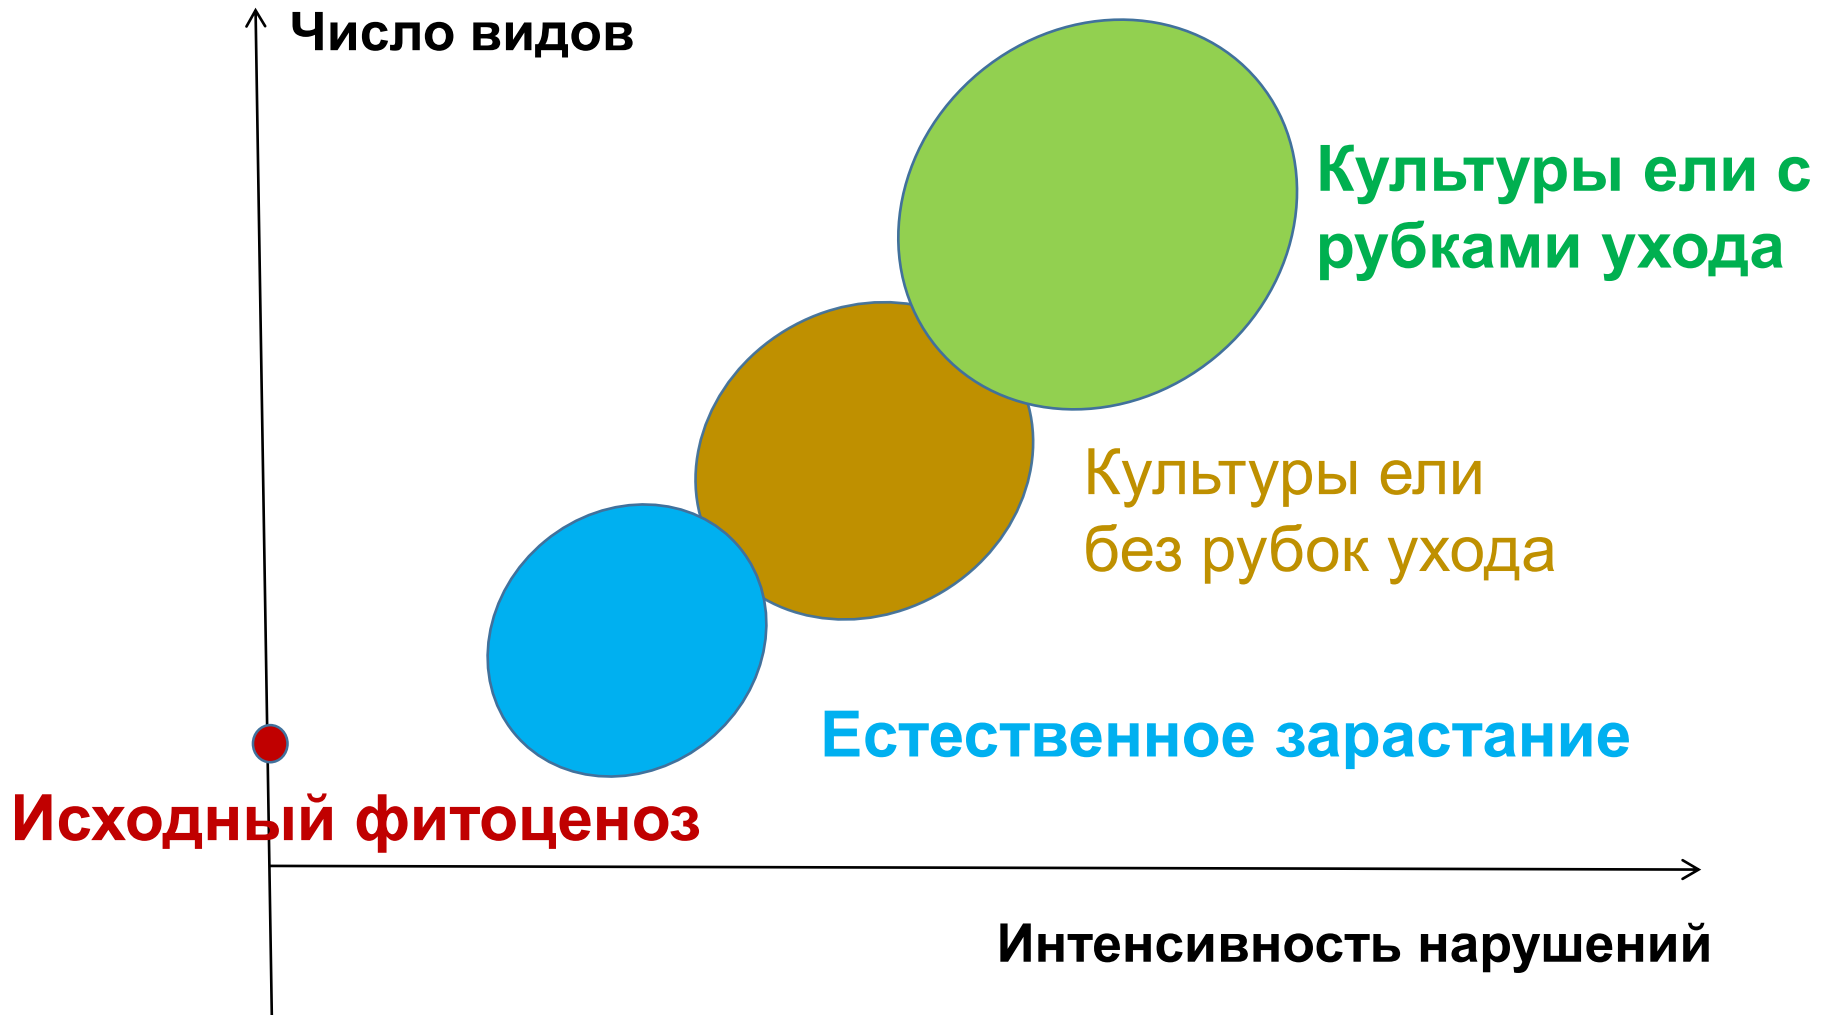 Число видов
Культуры ели с
рубками ухода
Культуры ели
без рубок ухода
Естественное зарастание
Исходный фитоценоз
Интенсивность нарушений